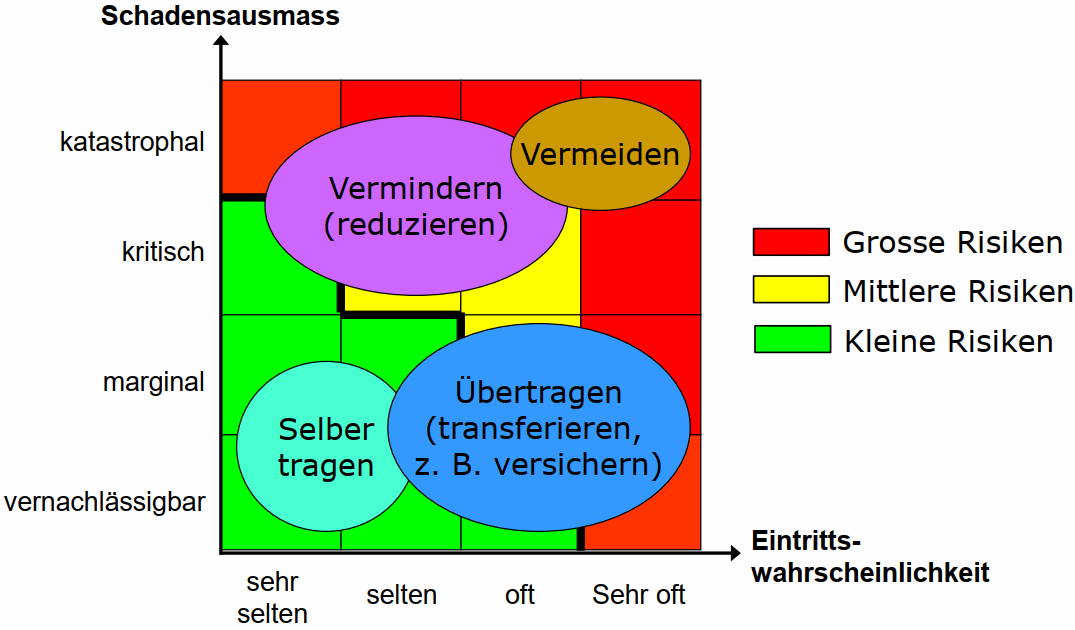 Schadensausmass
katastrophal
kritisch
marginal
vernachlässigbar
Vermeiden
Vermindern
(reduzieren)
Selber
tragen
Übertragen
(transferieren,
z. B. versichern)
Grosse Risiken
Mittlere Risiken
Kleine Risiken
Eintritts-
wahrscheinlichkeit
sehr
selten
selten
oft
Sehr oft